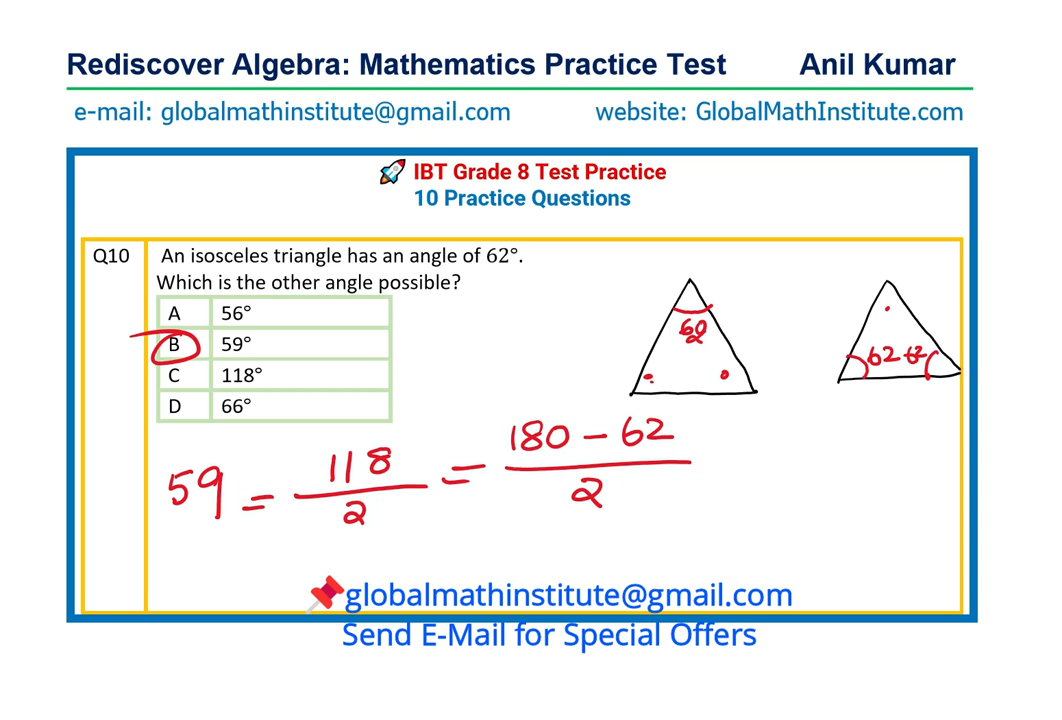 Rediscover Algebra: Mathematics Practice Test Anil Kumar
e-mail: globalmathinstitute@gmail.com website: GlobalMathInstitute.com
🚀 IBT Grade 8 Test Practice
10 Practice Questions
Q10 An isosceles triangle has an angle of 62°.
Which is the other angle possible?
A 56°
B 59°
C 118°
D 66°
62
62 62
59 = 118/2 = 180 – 62/2
📌globalmathinstitute@gmail.com
Send E-Mail for Special Offers